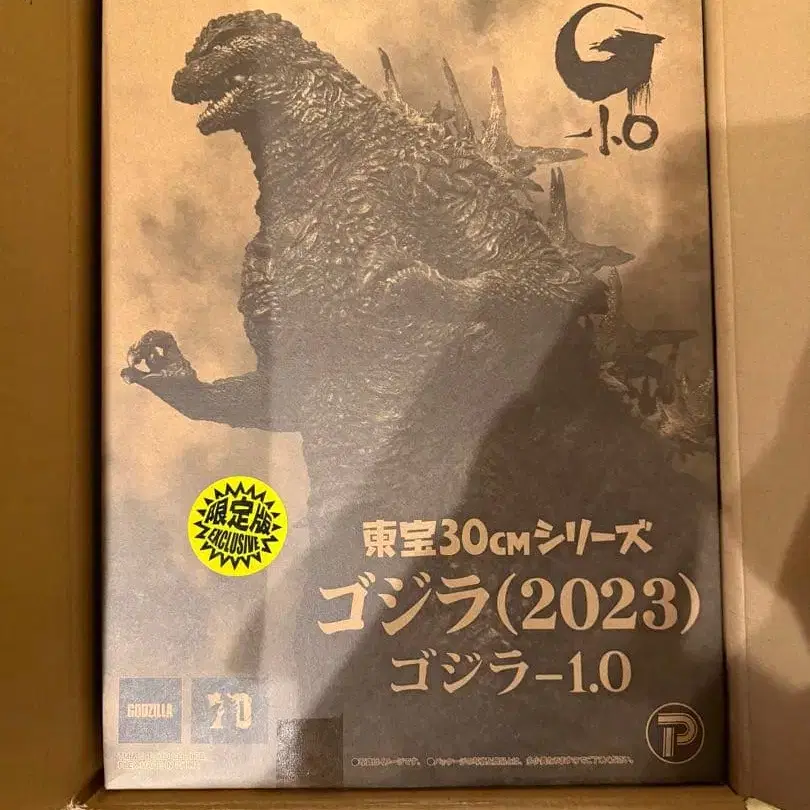 G
-1.0
限定版
EXCLUSIVE
東宝30CMシリーズ
ゴジラ(2023)
ゴジラ-1.0
GODZILLA
70